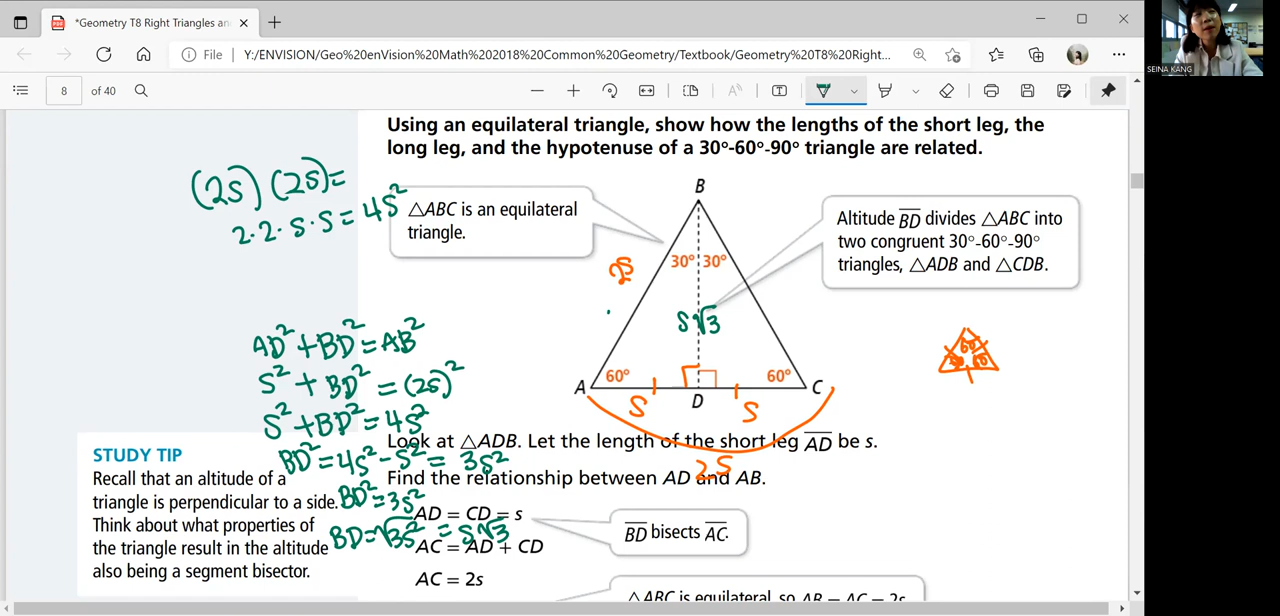 *Geometry T8 Right Triangles an
File Y:/ENVISION/Geo%20enVision%20Math%202018%20Common%20Geometry/Textbook/Geometry%20T8%20Right...
8 of 40
SEINA KANG
Using an equilateral triangle, show how the lengths of the short leg, the
long leg, and the hypotenuse of a 30°-60°-90° triangle are related.
(2S) (2S) =
2·2·S·S = 4S²
△ABC is an equilateral
triangle.
B
Altitude BD divides △ABC into
two congruent 30°-60°-90°
triangles, △ADB and △CDB.
30° 30°
2S
S√3
60 60 60
60° 60°
A D C
S S
2S
AD² + BD² = AB²
S² + BD² = (2S)²
S² + BD² = 4S²
BD² = 4S² - S² = 3S²
BD² = 3S²
BD = √3S² = S√3
Look at △ADB. Let the length of the short leg AD be s.
Find the relationship between AD and AB.
STUDY TIP
Recall that an altitude of a
triangle is perpendicular to a side.
Think about what properties of
the triangle result in the altitude
also being a segment bisector.
AD = CD = s
BD bisects AC.
AC = AD + CD
AC = 2s
△ABC is equilateral, so AB = AC = 2s